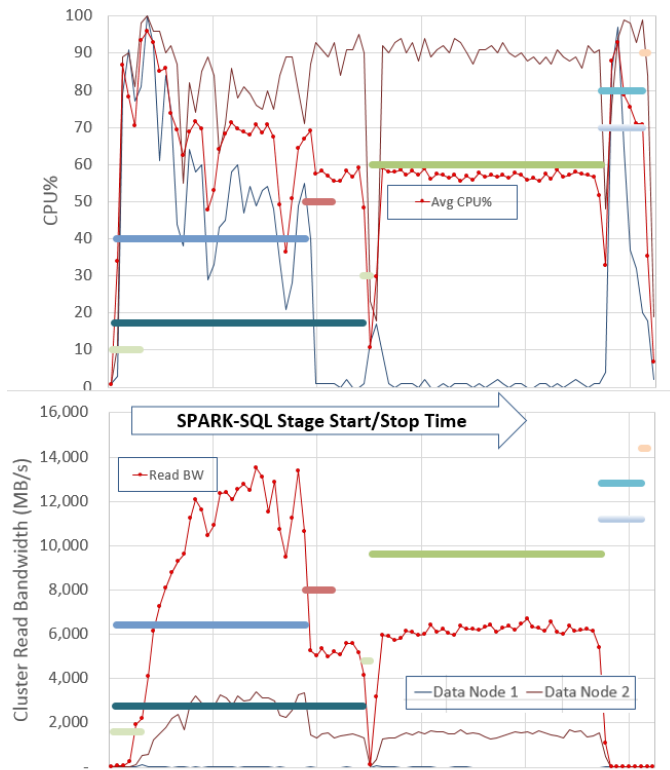 100
90
80
70
60
50
40
30
20
10
0
CPU%
Avg CPU%
16,000
14,000
12,000
10,000
8,000
6,000
4,000
2,000
-
Cluster Read Bandwidth (MB/s)
SPARK-SQL Stage Start/Stop Time
Read BW
Data Node 1
Data Node 2